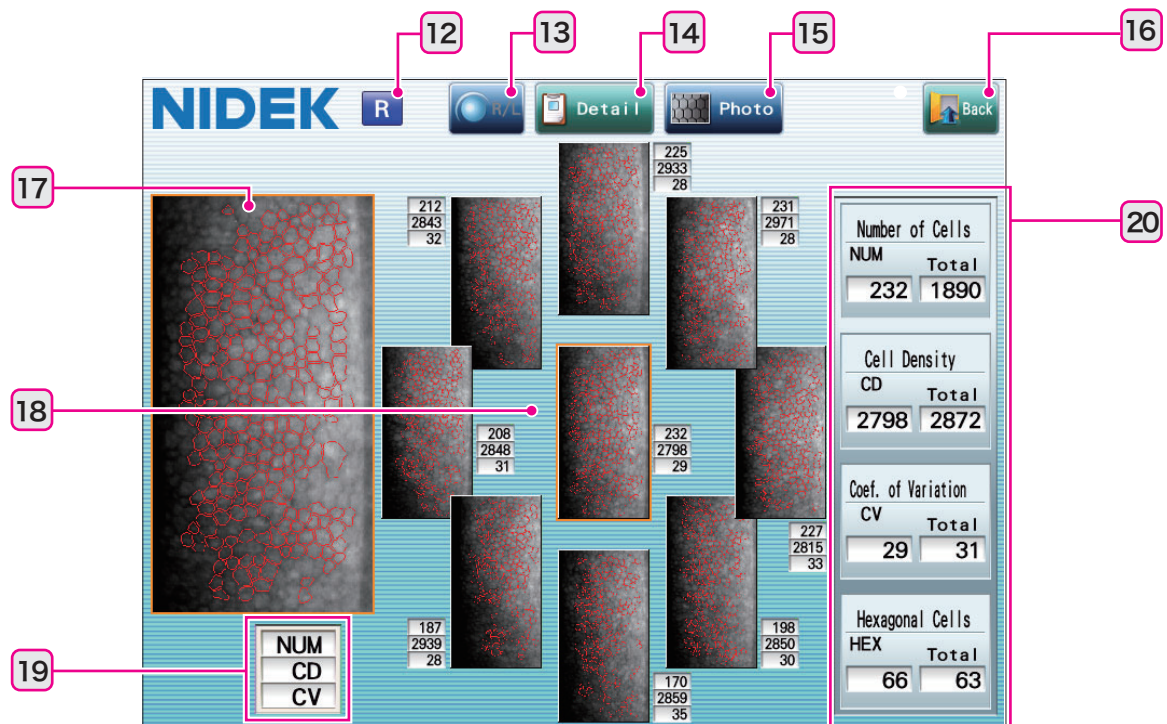 12
13
14
15
16
NIDEK
R
R/L
Detail
Photo
Back
17
225
2933
28
212
2843
32
231
2971
28
20
Number of Cells
NUM
Total
232
1890
18
208
2848
31
232
2798
29
Cell Density
CD
Total
2798
2872
227
2815
33
Coef. of Variation
CV
Total
29
31
19
NUM
CD
CV
187
2939
28
198
2850
30
170
2859
35
Hexagonal Cells
HEX
Total
66
63